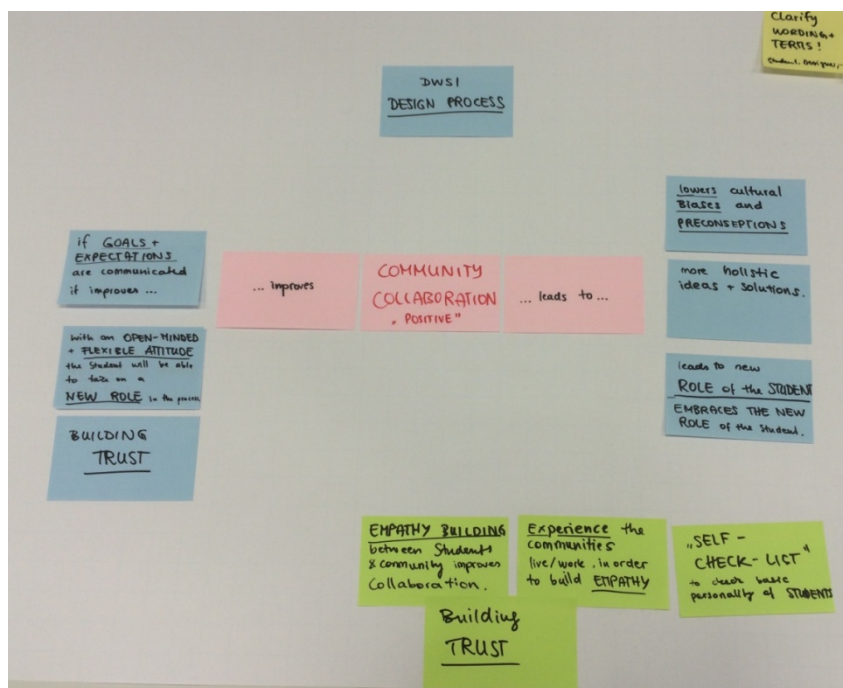 Clarify
WORDING+
TERMS!
Student, Designer,
DWSI
DESIGN PROCESS
lowers cultural
BIASES and
PRECONSEPTIONS
if GOALS +
EXPECTATIONS
are communicated
it improves ...
... improves
COMMUNITY
COLLABORATION
„POSITIVE"
... leads to ...
more holistic
ideas + solutions.
with an OPEN-MINDED
+ FLEXIBLE ATTITUDE
the Student will be able
to take on a
NEW ROLE in the process
leads to new
ROLE of the STUDENT
EMBRACES THE NEW
ROLE of the Student.
BUILDING
TRUST
EMPATHY BUILDING
between Students
& community improves
Collaboration.
Experience the
communities
live/work . in order
to build EMPATHY
„SELF-
CHECK-LIST"
to check basic
personality of STUDENTS
Building
TRUST